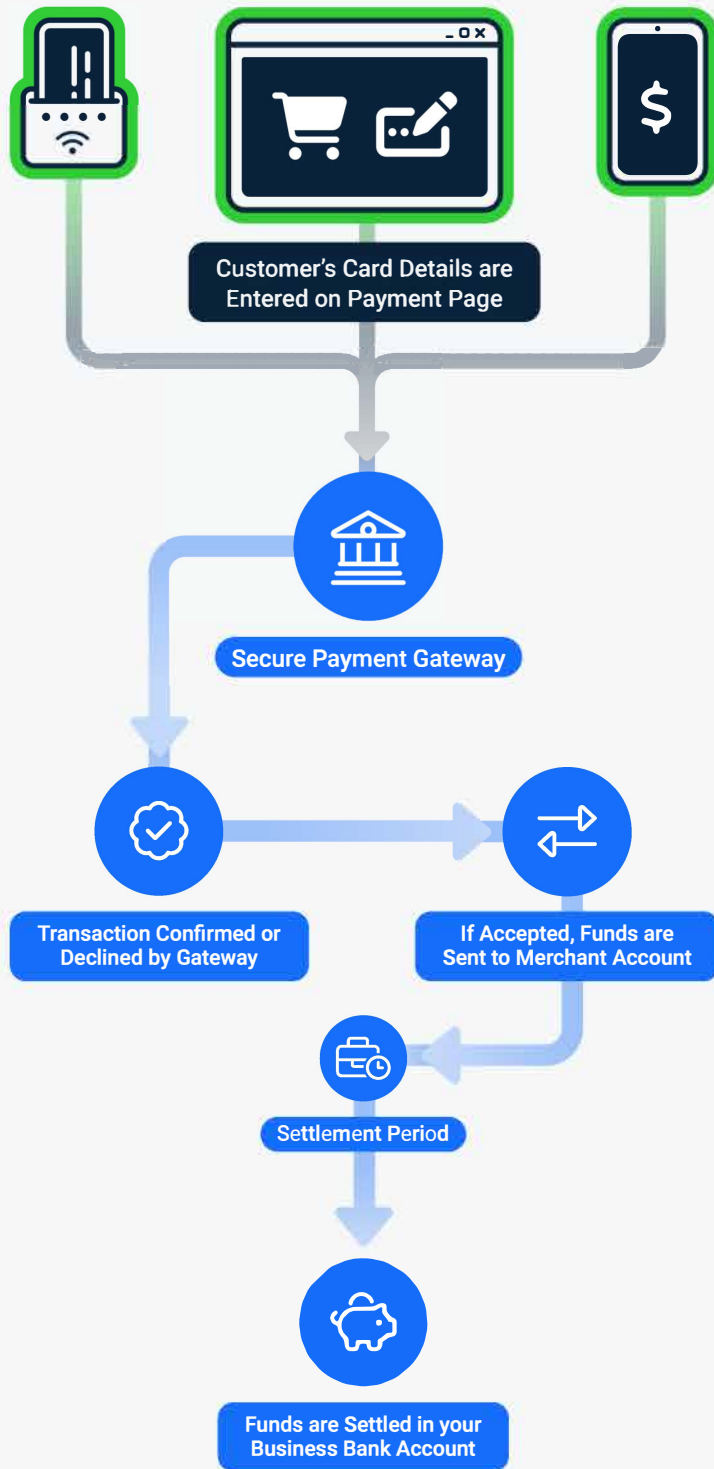 Customer’s Card Details are
Entered on Payment Page
Secure Payment Gateway
Transaction Confirmed or
Declined by Gateway
If Accepted, Funds are
Sent to Merchant Account
Settlement Period
Funds are Settled in your
Business Bank Account